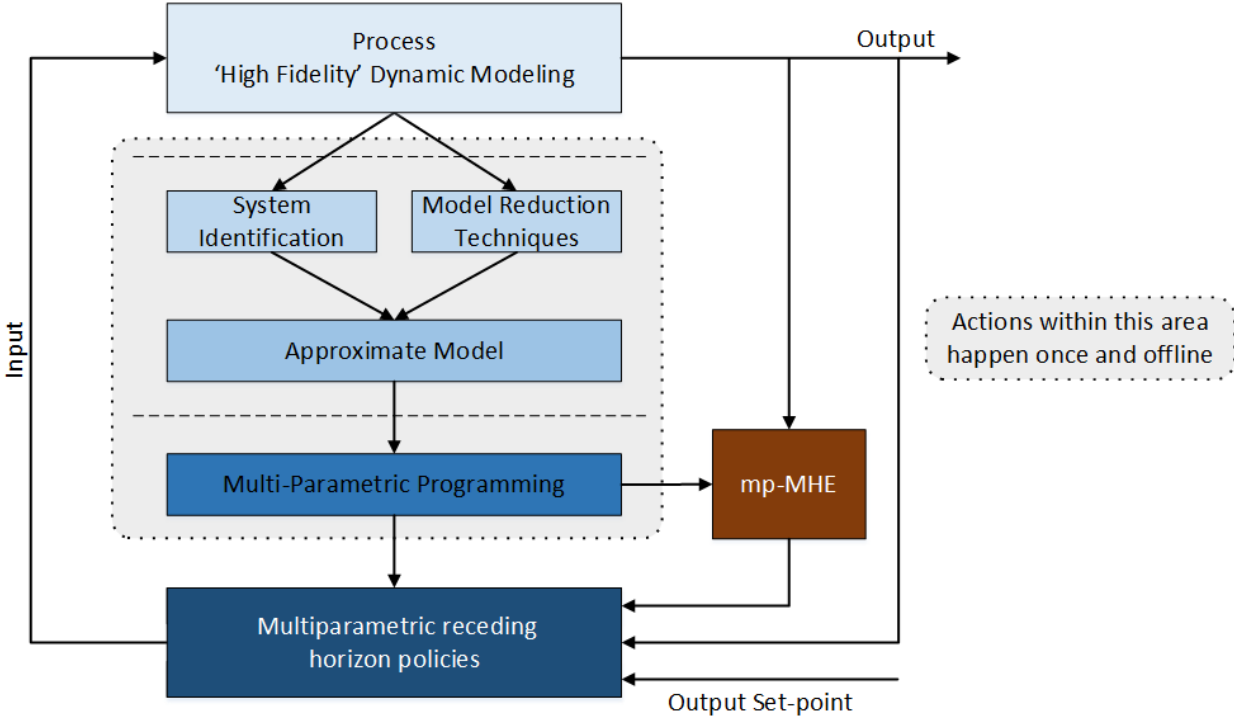 Process
‘High Fidelity’ Dynamic Modeling
Output
System
Identification
Model Reduction
Techniques
Input
Approximate Model
Actions within this area
happen once and offline
Multi-Parametric Programming
mp-MHE
Multiparametric receding
horizon policies
Output Set-point